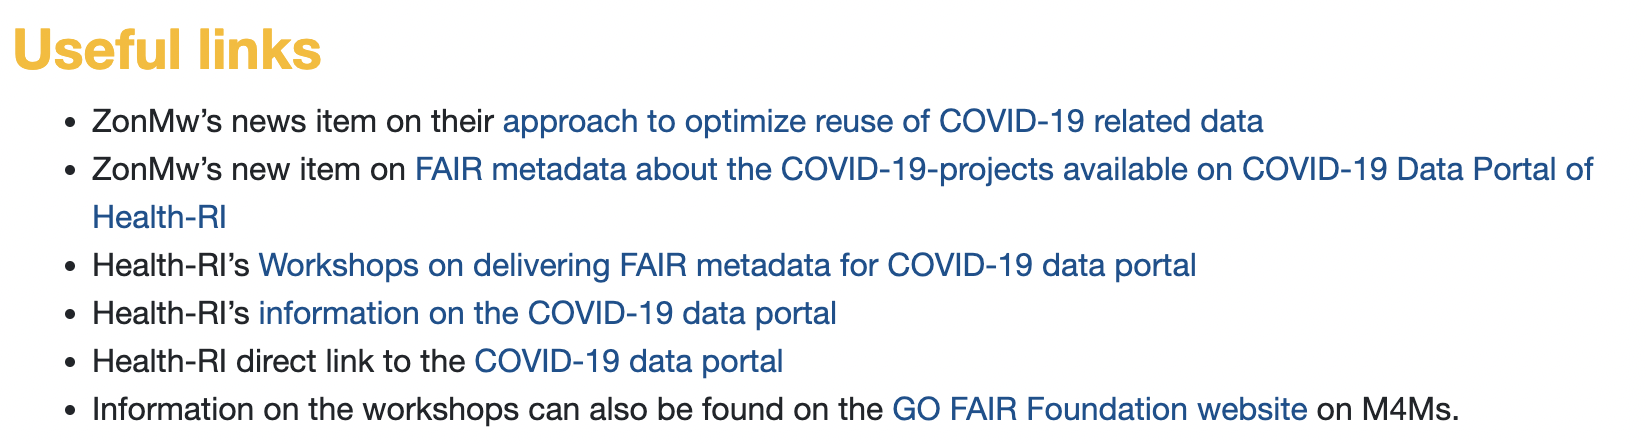 Useful links
• ZonMw’s news item on their approach to optimize reuse of COVID-19 related data
• ZonMw’s new item on FAIR metadata about the COVID-19-projects available on COVID-19 Data Portal of
Health-RI
• Health-RI’s Workshops on delivering FAIR metadata for COVID-19 data portal
• Health-RI’s information on the COVID-19 data portal
• Health-RI direct link to the COVID-19 data portal
• Information on the workshops can also be found on the GO FAIR Foundation website on M4Ms.